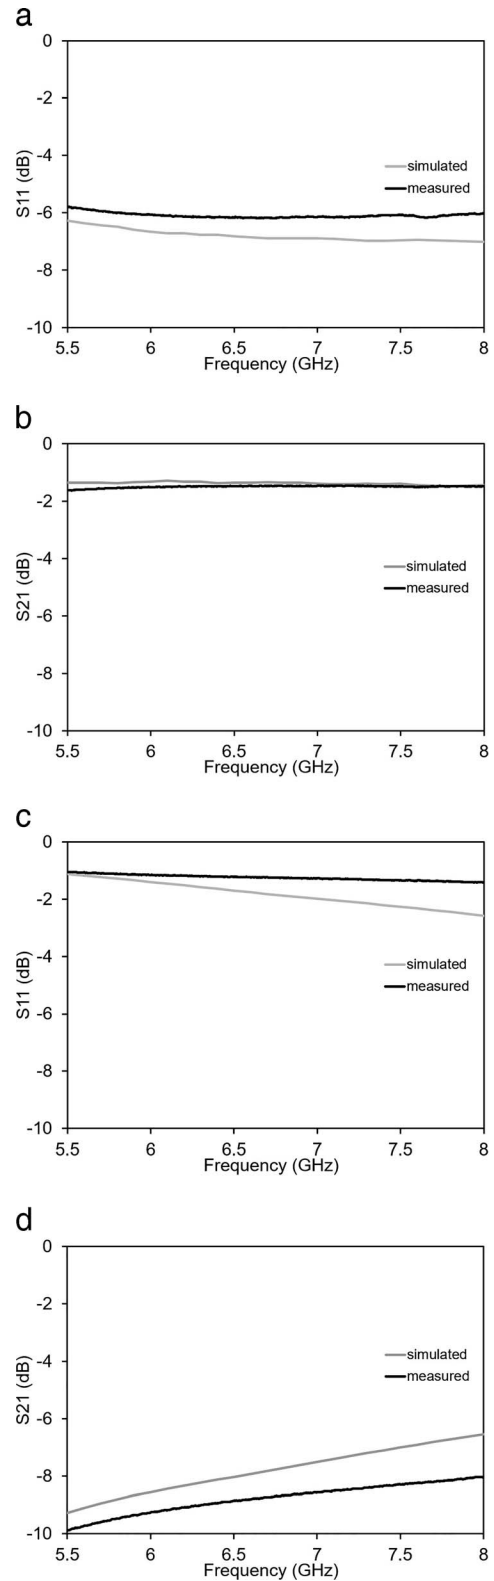 a
0
-2
-4
-6
-8
-10
S11 (dB)
simulated
measured
5.5 6 6.5 7 7.5 8
Frequency (GHz)
b
0
-2
-4
-6
-8
-10
S21 (dB)
simulated
measured
5.5 6 6.5 7 7.5 8
Frequency (GHz)
c
0
-2
-4
-6
-8
-10
S11 (dB)
simulated
measured
5.5 6 6.5 7 7.5 8
Frequency (GHz)
d
0
-2
-4
-6
-8
-10
S21 (dB)
simulated
measured
5.5 6 6.5 7 7.5 8
Frequency (GHz)